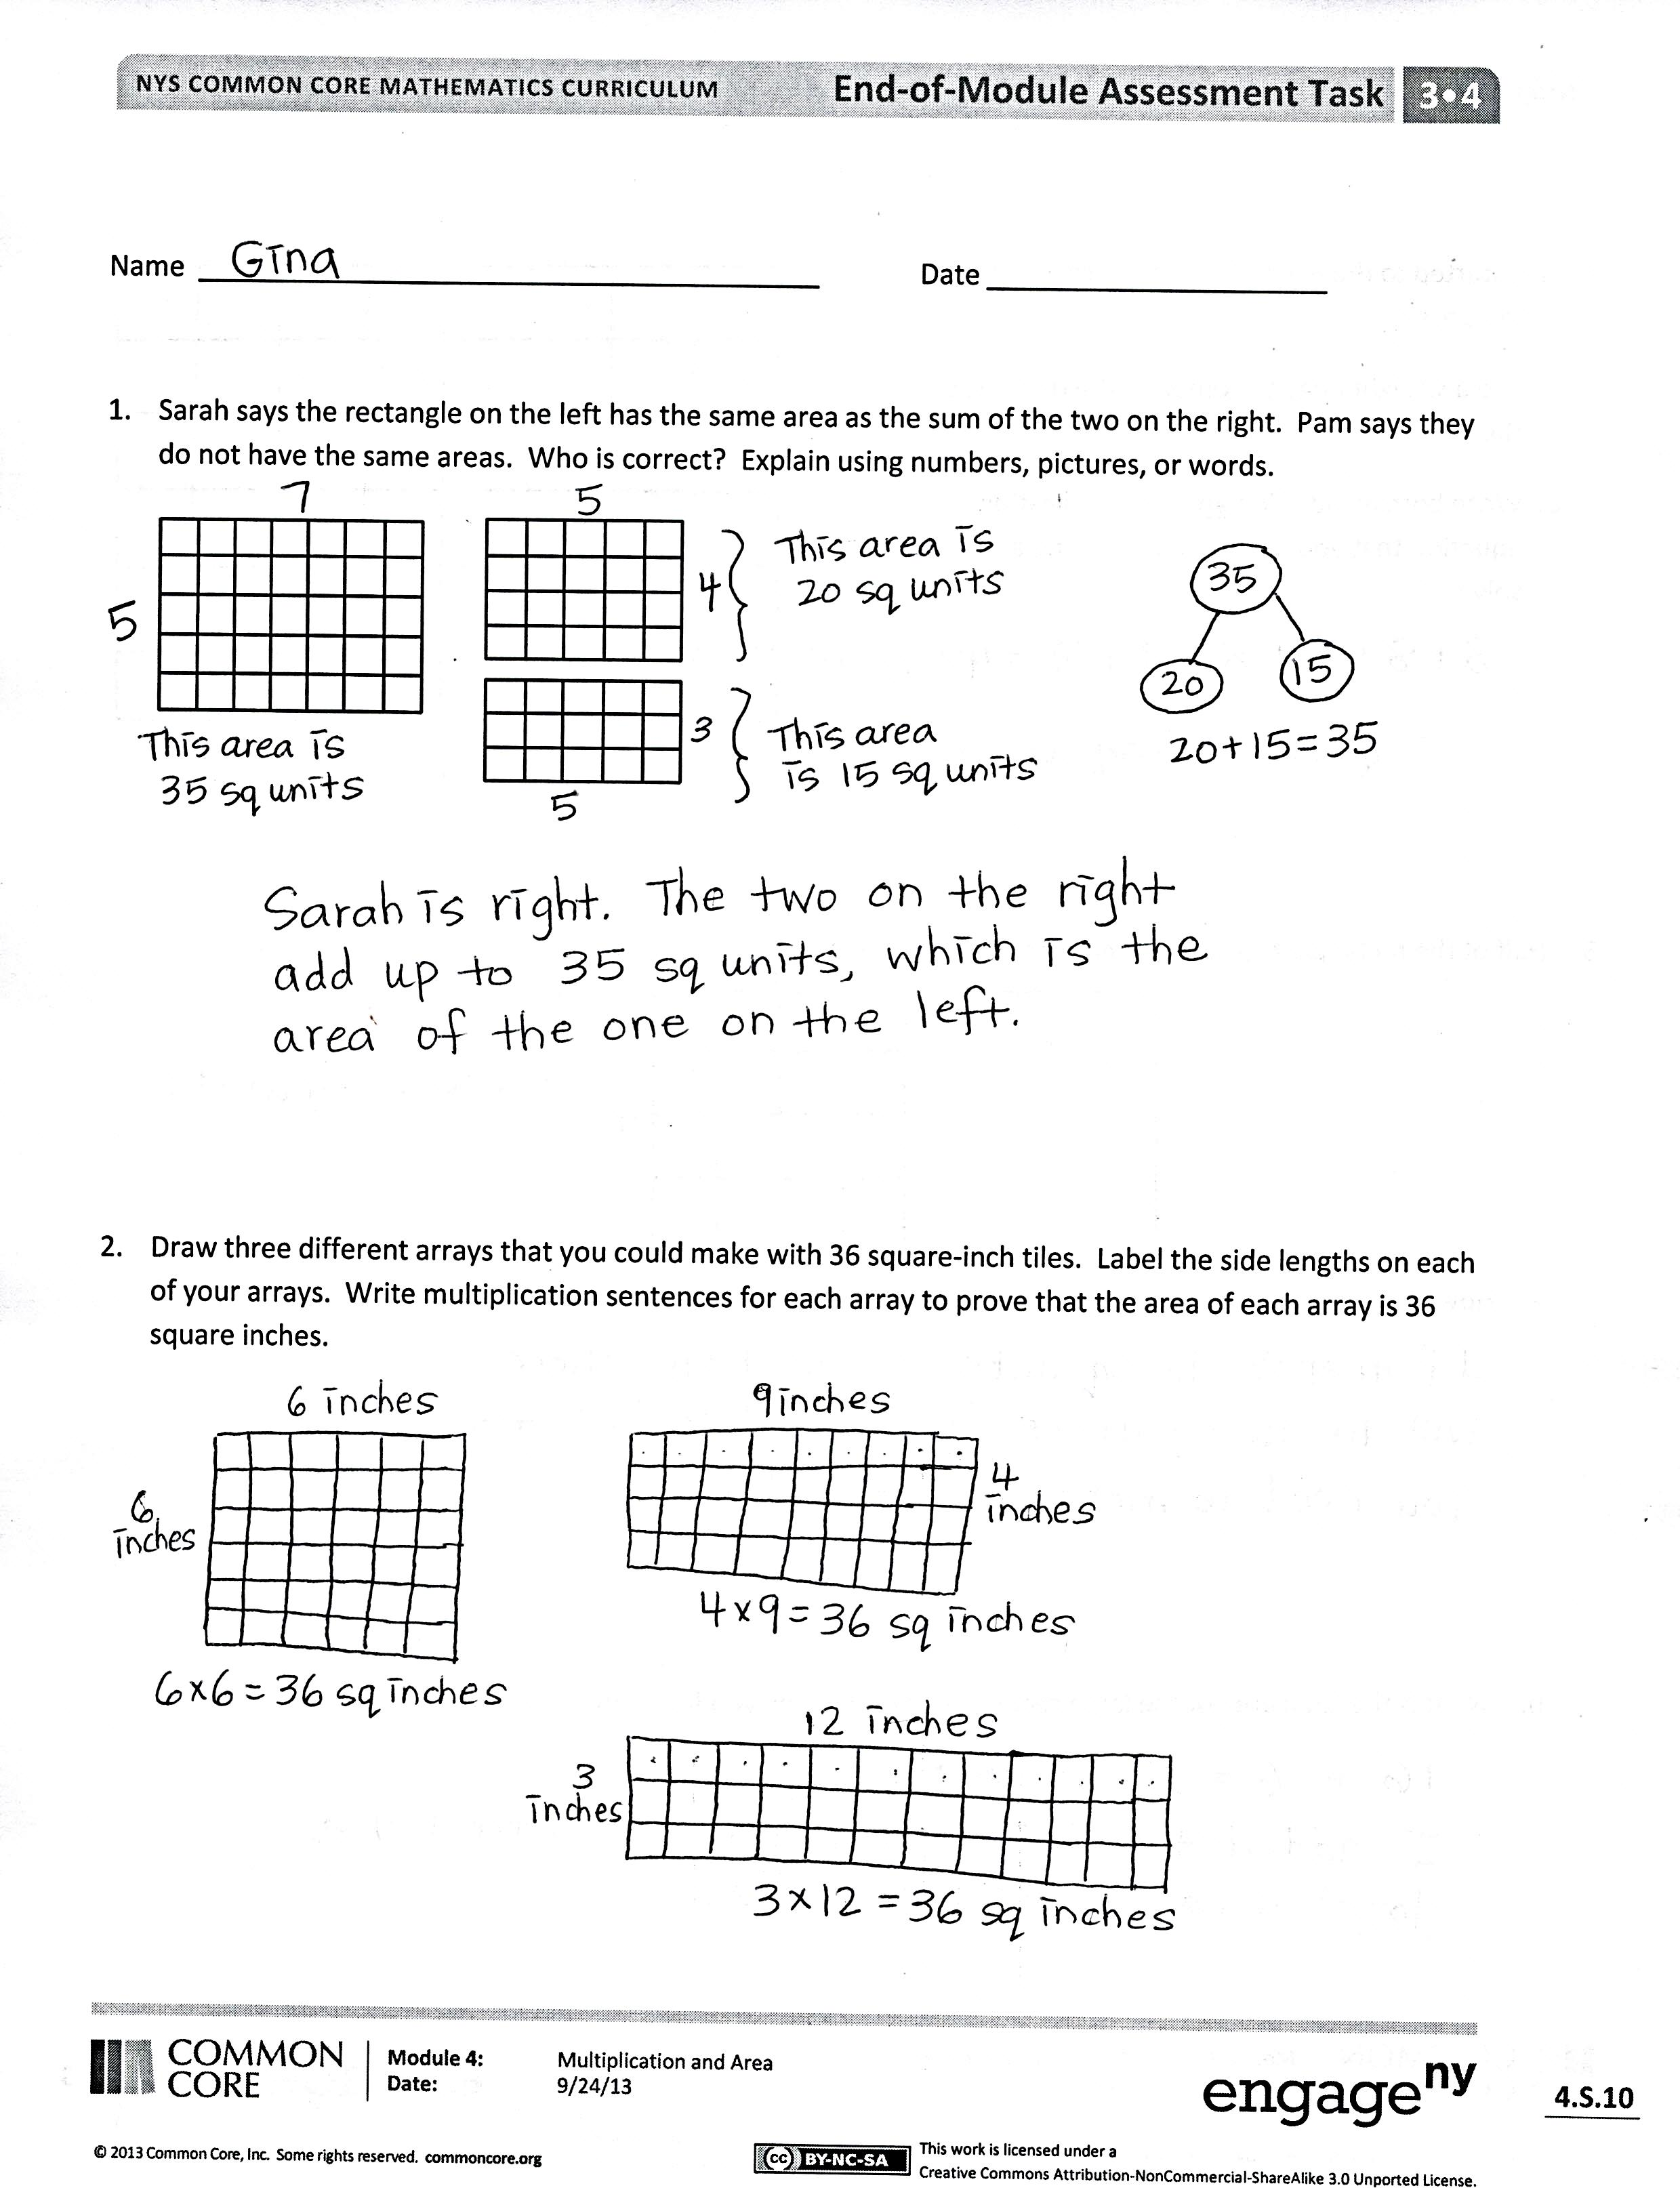 NYS COMMON CORE MATHEMATICS CURRICULUM End-of-Module Assessment Task 3•4
Name Gina Date
1. Sarah says the rectangle on the left has the same area as the sum of the two on the right. Pam says they
do not have the same areas. Who is correct? Explain using numbers, pictures, or words.
7
5
5
4
This area is
20 sq units
3
5
This area
is 15 sq units
This area is
35 sq units
35
20 15
20+15=35
Sarah is right. The two on the right
add up to 35 sq units, which is the
area of the one on the left.
2. Draw three different arrays that you could make with 36 square-inch tiles. Label the side lengths on each
of your arrays. Write multiplication sentences for each array to prove that the area of each array is 36
square inches.
6 inches
6
inches
6x6=36 sq inches
9inches
4
inches
4x9=36 sq inches
12 inches
3
inches
3x12=36 sq inches
COMMON
CORE
Module 4: Multiplication and Area
Date: 9/24/13
engage ny
4.S.10
© 2013 Common Core, Inc. Some rights reserved. commoncore.org
cc BY-NC-SA
This work is licensed under a
Creative Commons Attribution-NonCommercial-ShareAlike 3.0 Unported License.